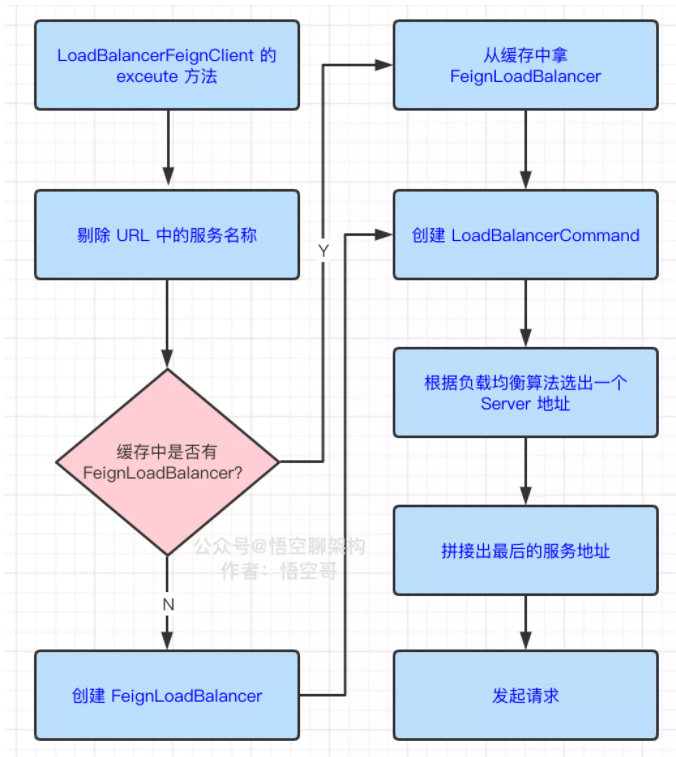 LoadBalancerFeignClient 的
exceute 方法
剔除 URL 中的服务名称
缓存中是否有
FeignLoadBalancer?
Y
N
创建 FeignLoadBalancer
从缓存中拿
FeignLoadBalancer
创建 LoadBalancerCommand
根据负载均衡算法选出一个
Server 地址
拼接出最后的服务地址
发起请求
公众号@悟空聊架构
作者：悟空哥